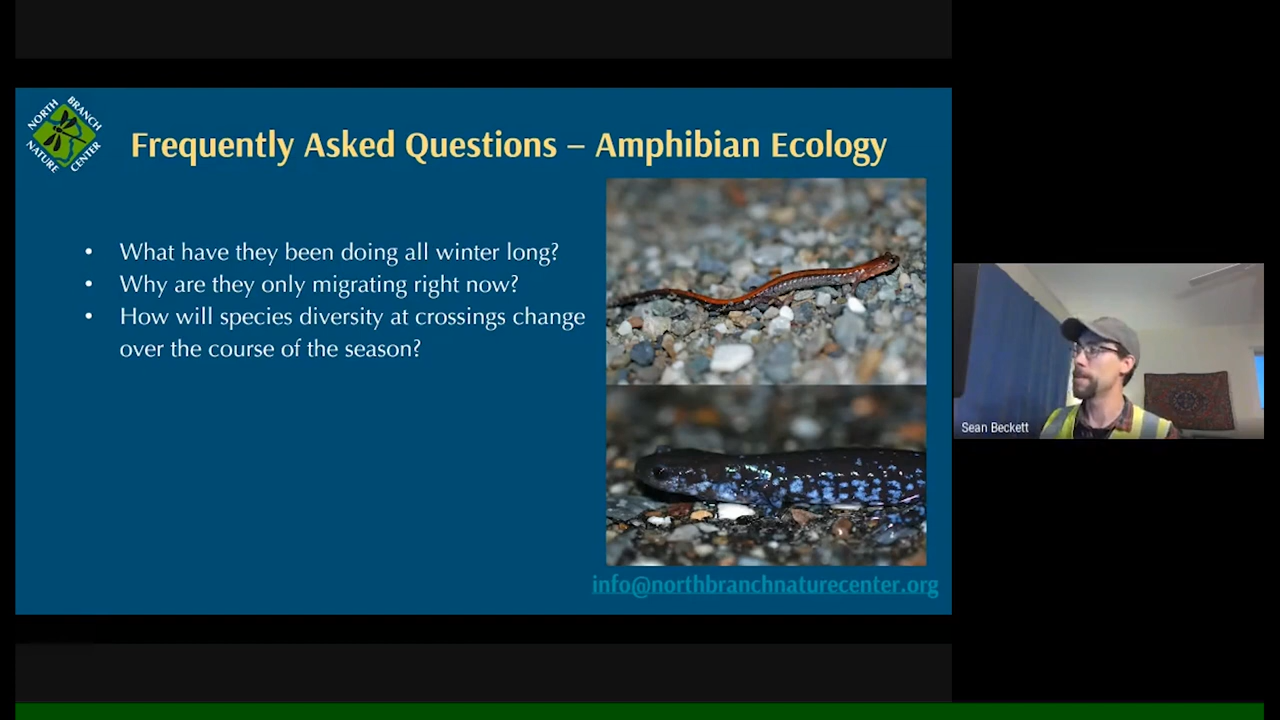 NORTH BRANCH
NATURE CENTER
Frequently Asked Questions – Amphibian Ecology
• What have they been doing all winter long?
• Why are they only migrating right now?
• How will species diversity at crossings change
over the course of the season?
info@northbranchnaturecenter.org
Sean Beckett